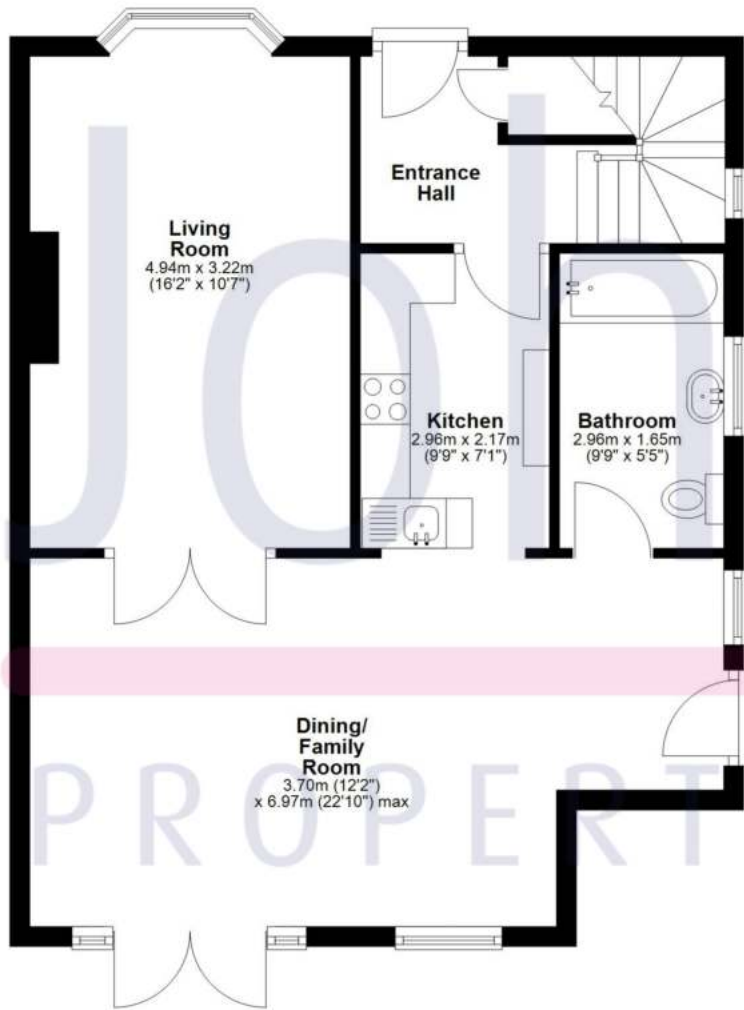 Entrance
Hall
Living
Room
4.94m x 3.22m
(16'2" x 10'7")
Kitchen
2.96m x 2.17m
(9'9" x 7'1")
Bathroom
2.96m x 1.65m
(9'9" x 5'5")
Dining/
Family
Room
3.70m (12'2")
x 6.97m (22'10") max
John
PROPERT